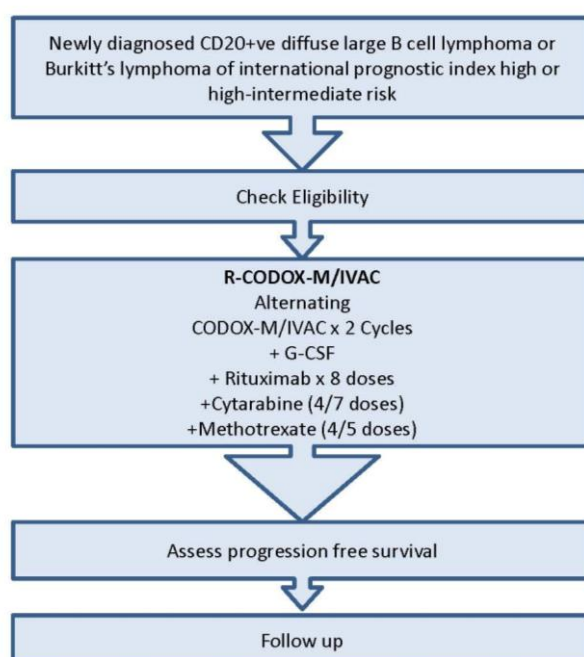 Newly diagnosed CD20+ve diffuse large B cell lymphoma or
Burkitt's lymphoma of international prognostic index high or
high-intermediate risk
Check Eligibility
R-CODOX-M/IVAC
Alternating
CODOX-M/IVAC x 2 Cycles
+ G-CSF
+ Rituximab x 8 doses
+Cytarabine (4/7 doses)
+Methotrexate (4/5 doses)
Assess progression free survival
Follow up